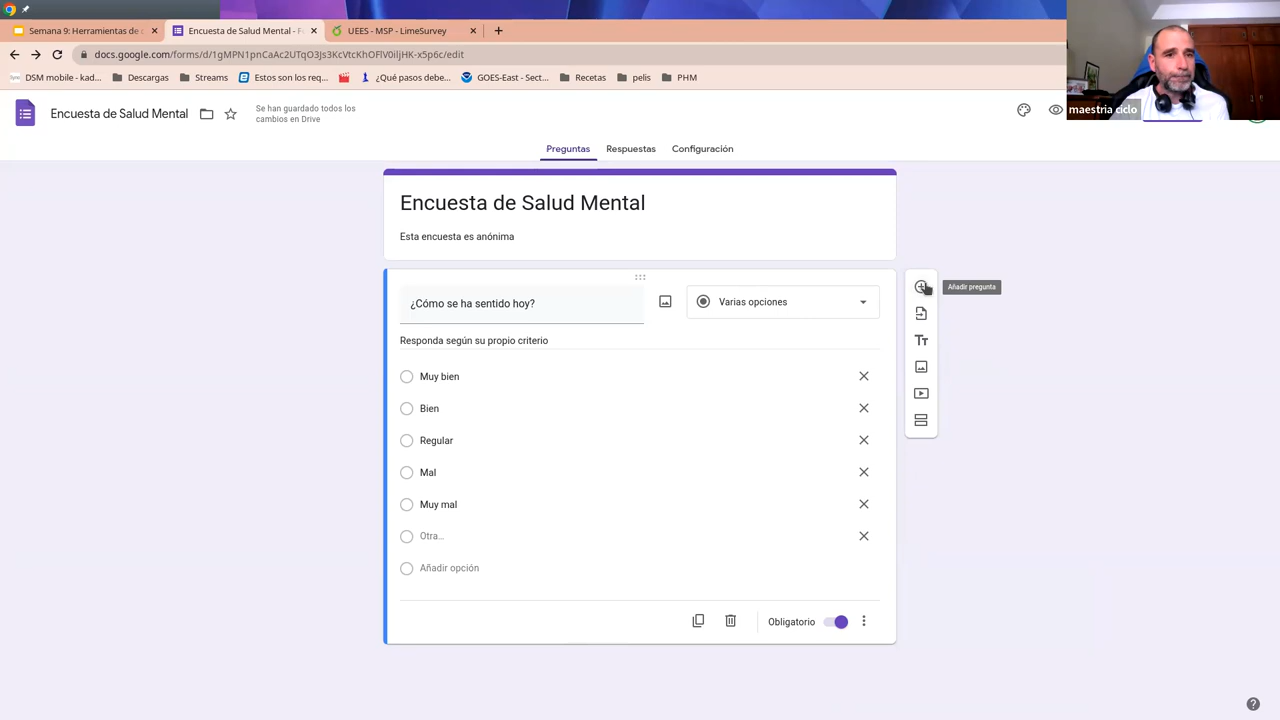 Semana 9: Herramientas de
Encuesta de Salud Mental - F
UEES - MSP - LimeSurvey
docs.google.com/forms/d/1gMPN1pnCaAc2UTqO3Js3KcVtcKhOFlV0iljHK-x5p6c/edit
DSM mobile - kad...
Descargas
Streams
Estos son los req...
¿Qué pasos debe...
GOES-East - Sect...
Recetas
pelis
PHM
maestria ciclo
Encuesta de Salud Mental
Se han guardado todos los
cambios en Drive
Preguntas
Respuestas
Configuración
Encuesta de Salud Mental
Esta encuesta es anónima
¿Cómo se ha sentido hoy?
Varias opciones
Añadir pregunta
Responda según su propio criterio
Muy bien
Bien
Regular
Mal
Muy mal
Otra...
Añadir opción
Obligatorio